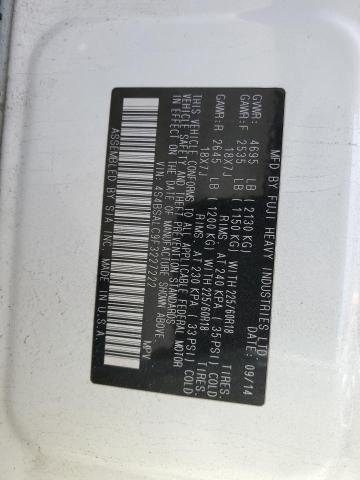 MFD BY FUJI HEAVY INDUSTRIES LTD. DATE: 09/14
GVWR: 4695 LB (2130 KG)
GAWR:F 2535 LB (1150 KG) WITH 225/60R18 TIRES.
18X7J RIMS. AT 240 KPA (35 PSI) COLD
GAWR:R 2645 LB (1200 KG) WITH 225/60R18 TIRES.
18X7J RIMS. AT 230 KPA (33 PSI) COLD
THIS VEHICLE CONFORMS TO ALL APPLICABLE FEDERAL MOTOR
VEHICLE SAFETY AND THEFT PREVENTION STANDARDS IN EFFECT
ON THE DATE OF MANUFACTURE SHOWN ABOVE.
VIN: 4S4BSALC9F3227222 MPV
ASSEMBLED BY SIA INC. MADE IN U.S.A.